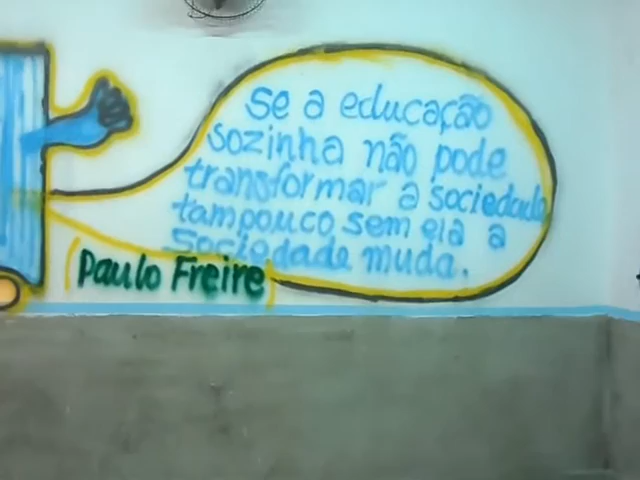 Se a educação
sozinha não pode
transformar a sociedade
tampouco sem ela a
sociedade muda.
Paulo Freire